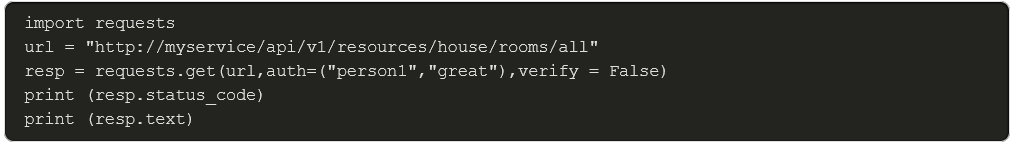 import requests
url = "http://myservice/api/v1/resources/house/rooms/all"
resp = requests.get(url,auth=("person1","great"),verify = False)
print (resp.status_code)
print (resp.text)